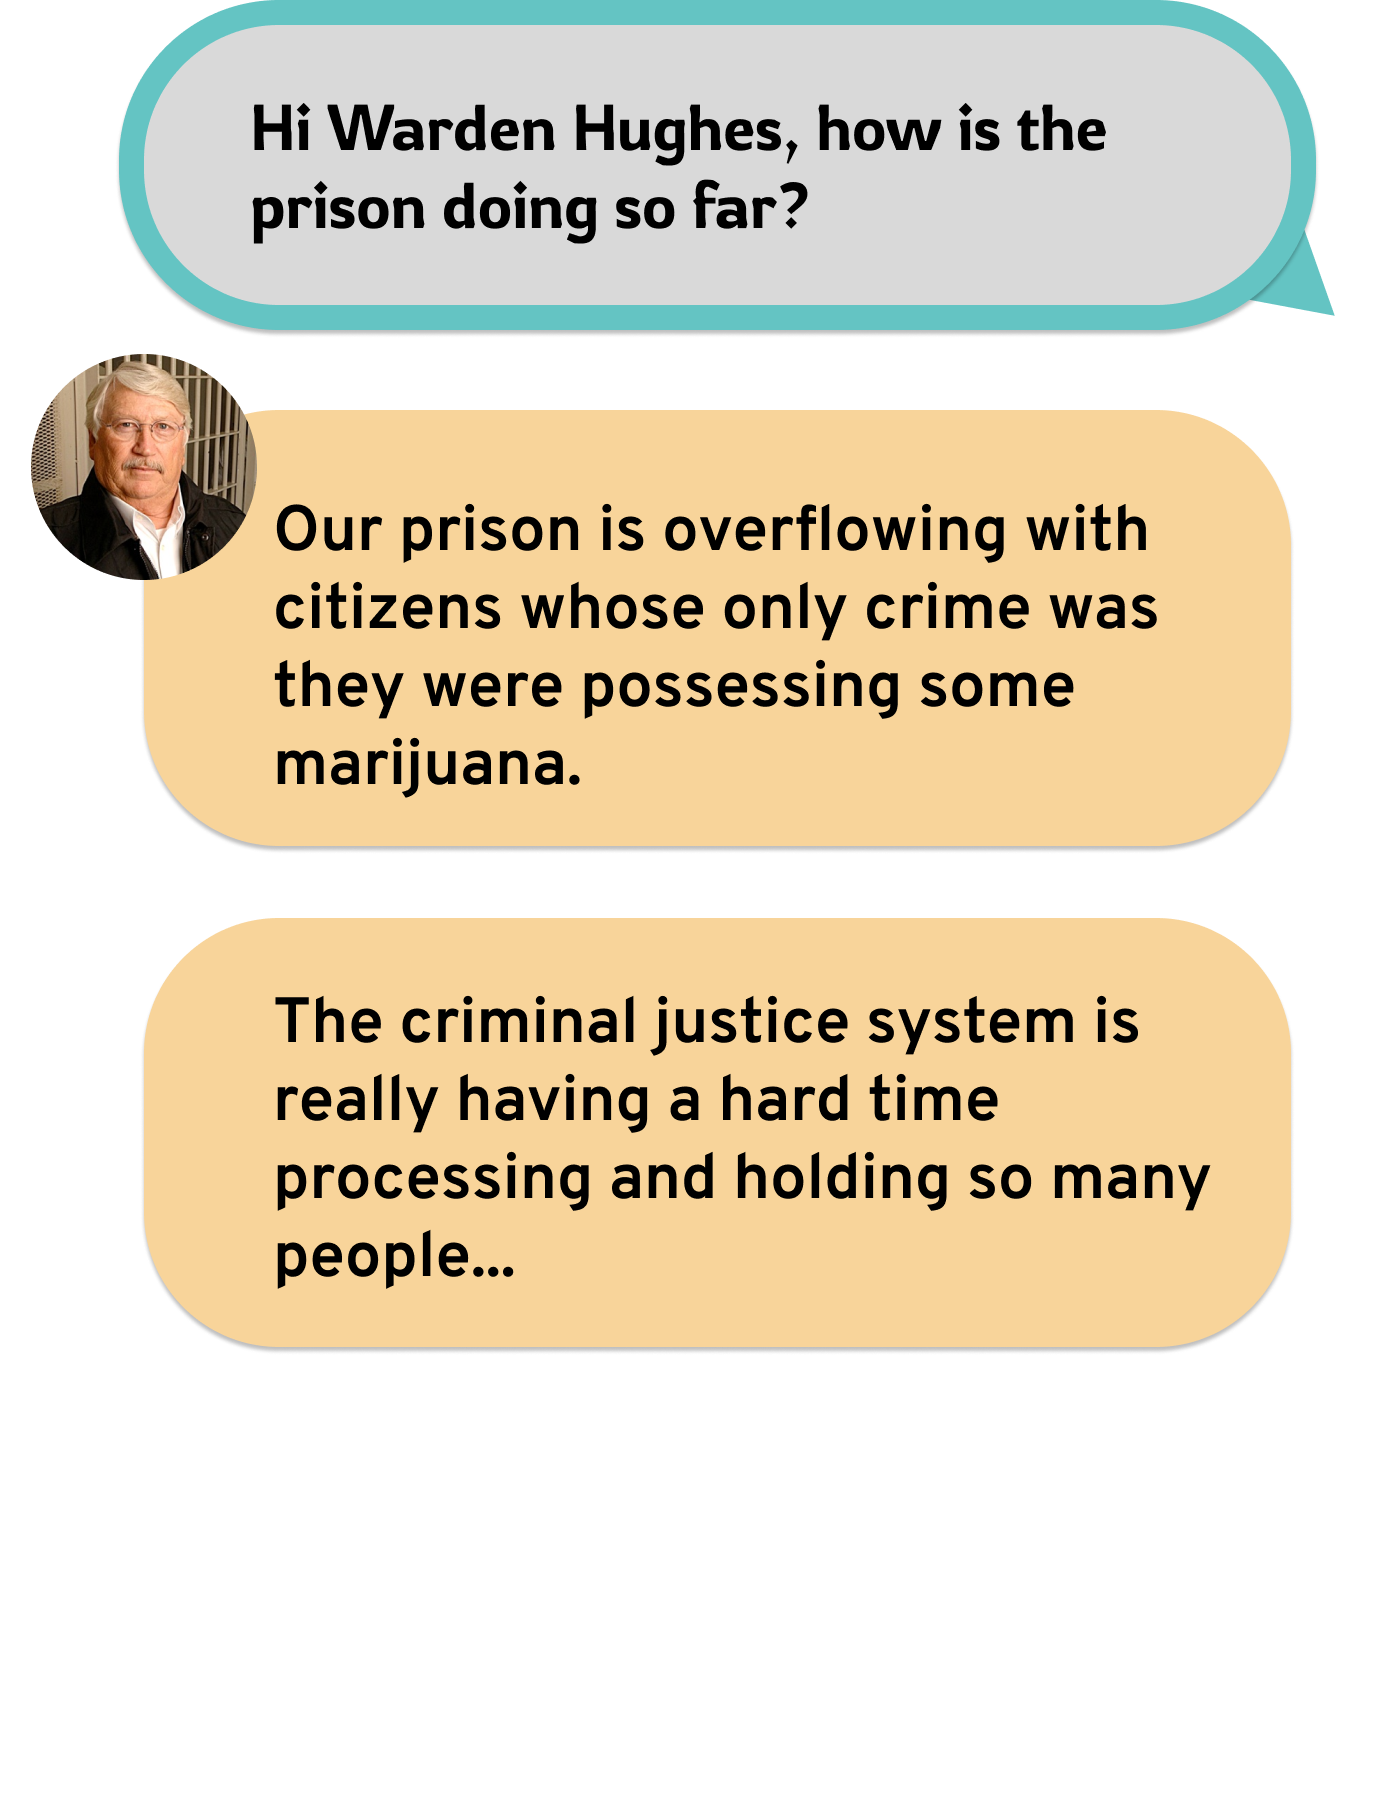 Hi Warden Hughes, how is the
prison doing so far?
Our prison is overflowing with
citizens whose only crime was
they were possessing some
marijuana.
The criminal justice system is
really having a hard time
processing and holding so many
people...